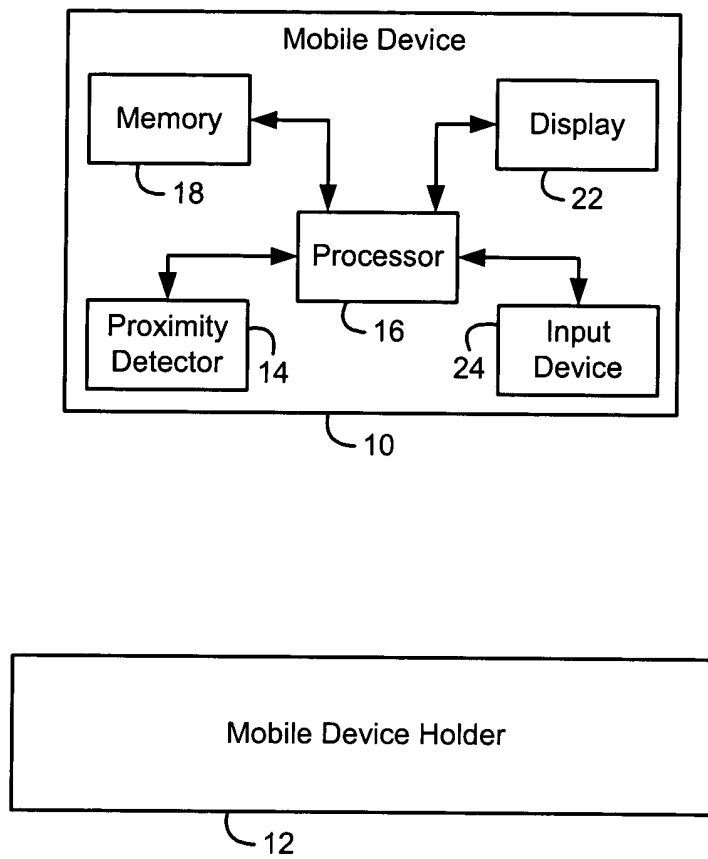 Mobile Device
Memory
Display
18
22
Processor
Proximity
Detector
14
16
24
Input
Device
10
Mobile Device Holder
12